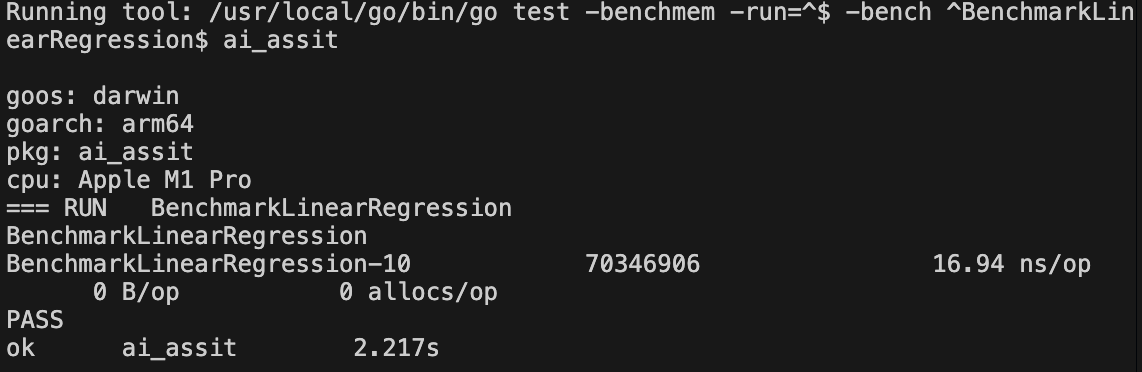 Running tool: /usr/local/go/bin/go test -benchmem -run=^$ -bench ^BenchmarkLin
earRegression$ ai_assit
goos: darwin
goarch: arm64
pkg: ai_assit
cpu: Apple M1 Pro
=== RUN   BenchmarkLinearRegression
BenchmarkLinearRegression
BenchmarkLinearRegression-10            70346906                16.94 ns/op
      0 B/op           0 allocs/op
PASS
ok      ai_assit        2.217s